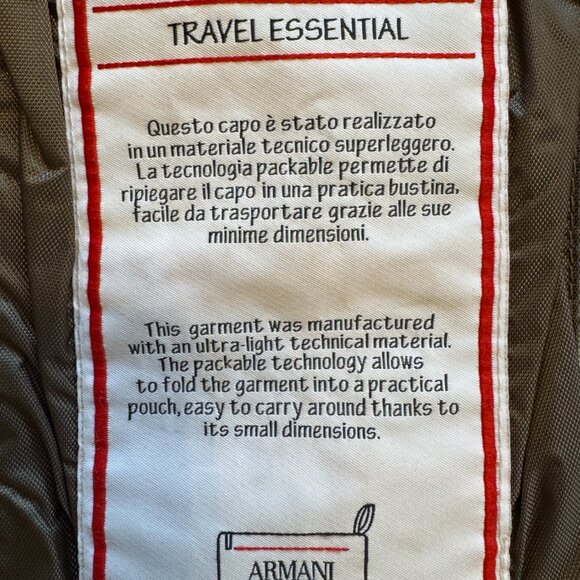 TRAVEL ESSENTIAL
Questo capo è stato realizzato
in un materiale tecnico superleggero.
La tecnologia packable permette di
ripiegare il capo in una pratica bustina,
facile da trasportare grazie alle sue
minime dimensioni.
This garment was manufactured
with an ultra-light technical material.
The packable technology allows
to fold the garment into a practical
pouch, easy to carry around thanks to
its small dimensions.
ARMANI